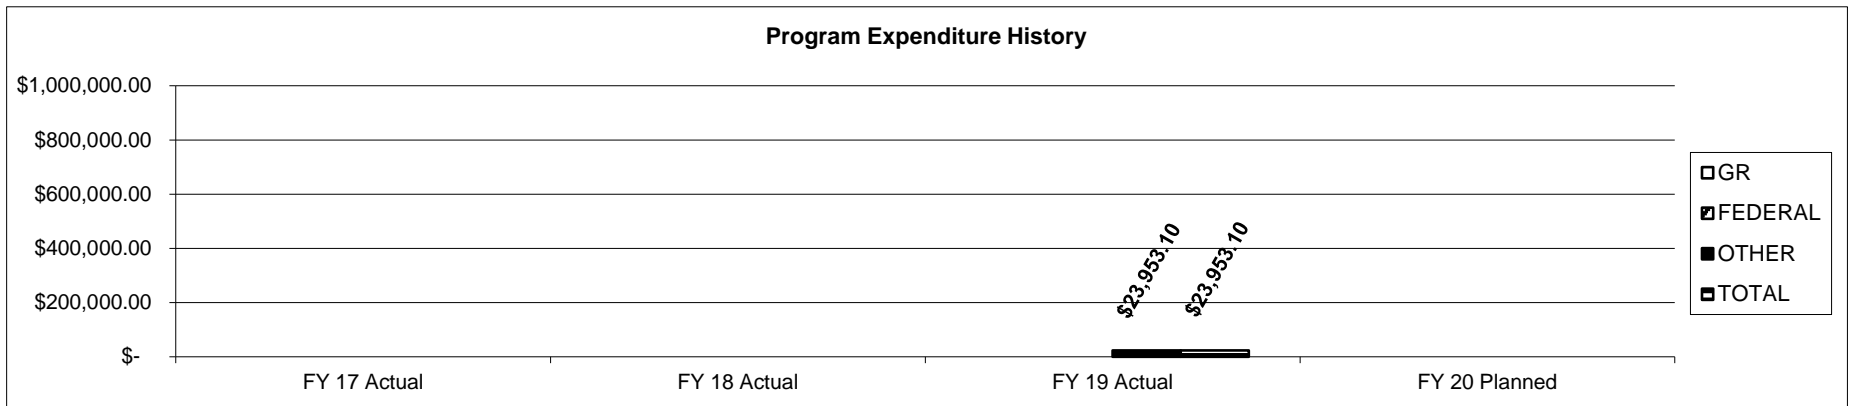 Program Expenditure History
$1,000,000.00
$800,000.00
$600,000.00
$400,000.00
$200,000.00
$-
$23,953.10
$23,953.10
FY 17 Actual
FY 18 Actual
FY 19 Actual
FY 20 Planned
GR
FEDERAL
OTHER
TOTAL